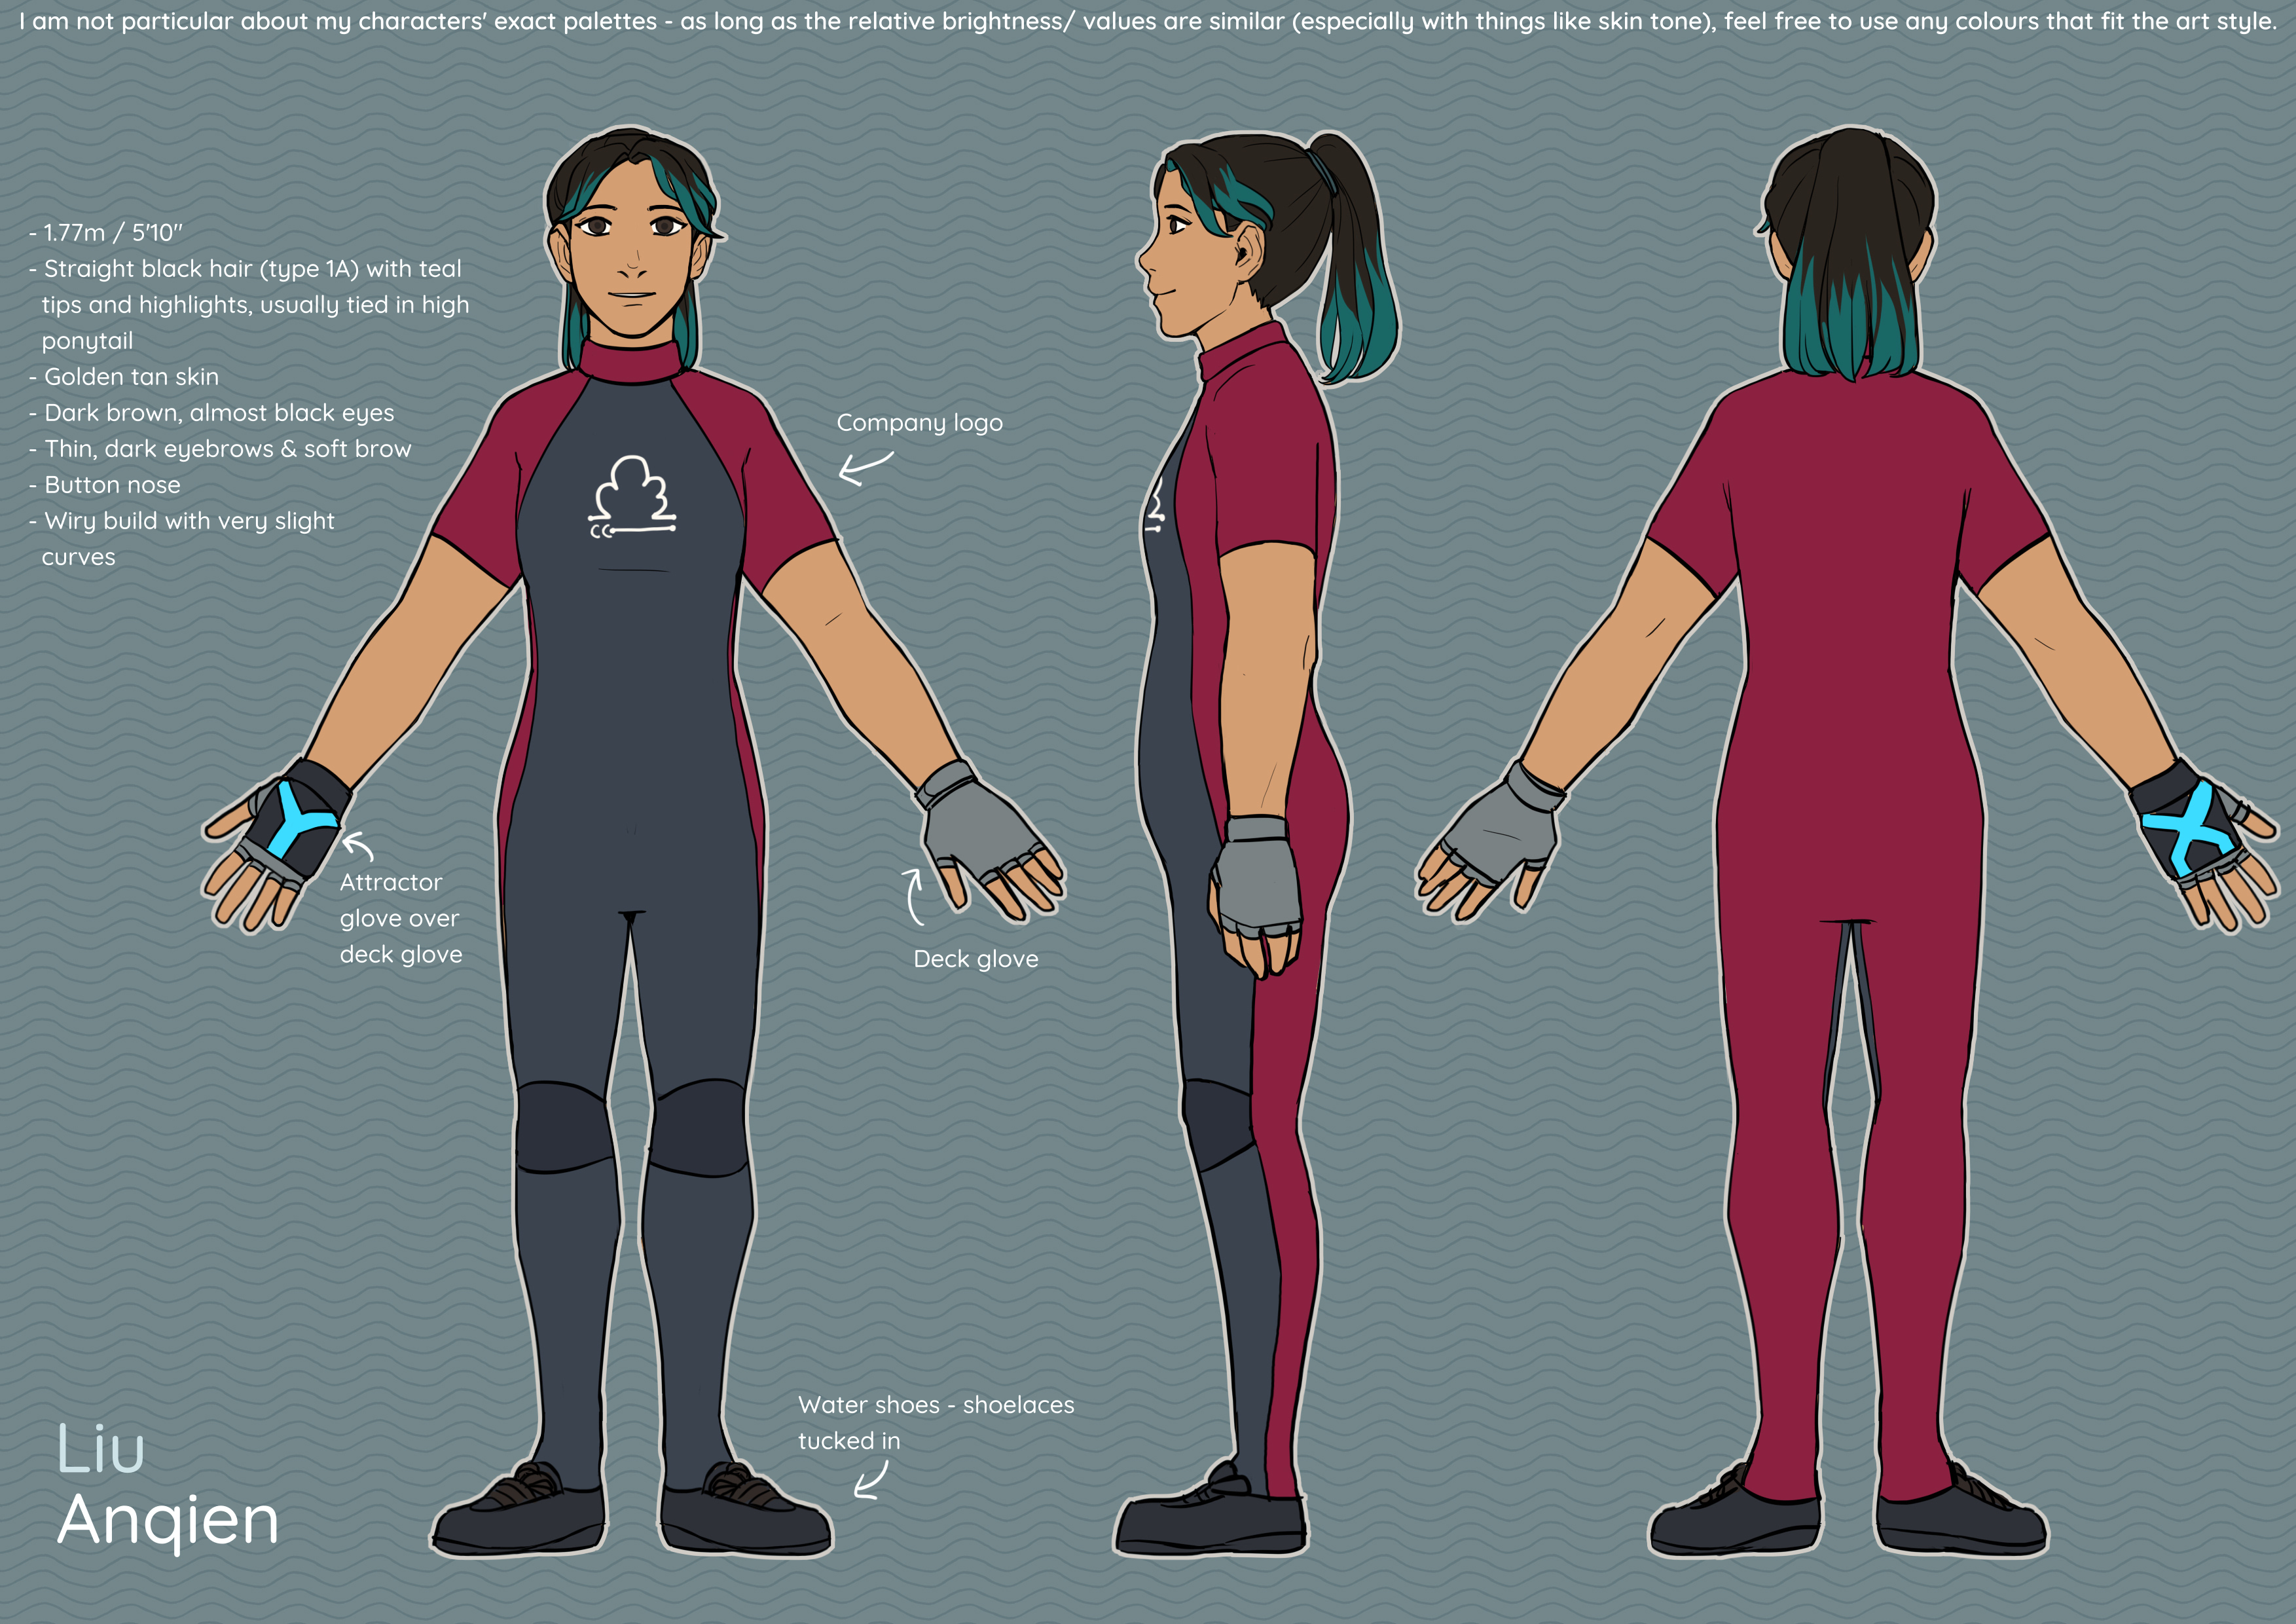 I am not particular about my characters' exact palettes - as long as the relative brightness/ values are similar (especially with things like skin tone), feel free to use any colours that fit the art style.
- 1.77m / 5'10"
- Straight black hair (type 1A) with teal
tips and highlights, usually tied in high
ponytail
- Golden tan skin
- Dark brown, almost black eyes
- Thin, dark eyebrows & soft brow
- Button nose
- Wiry build with very slight
curves
Company logo
Attractor
glove over
deck glove
Deck glove
Water shoes - shoelaces
tucked in
Liu
Anqien